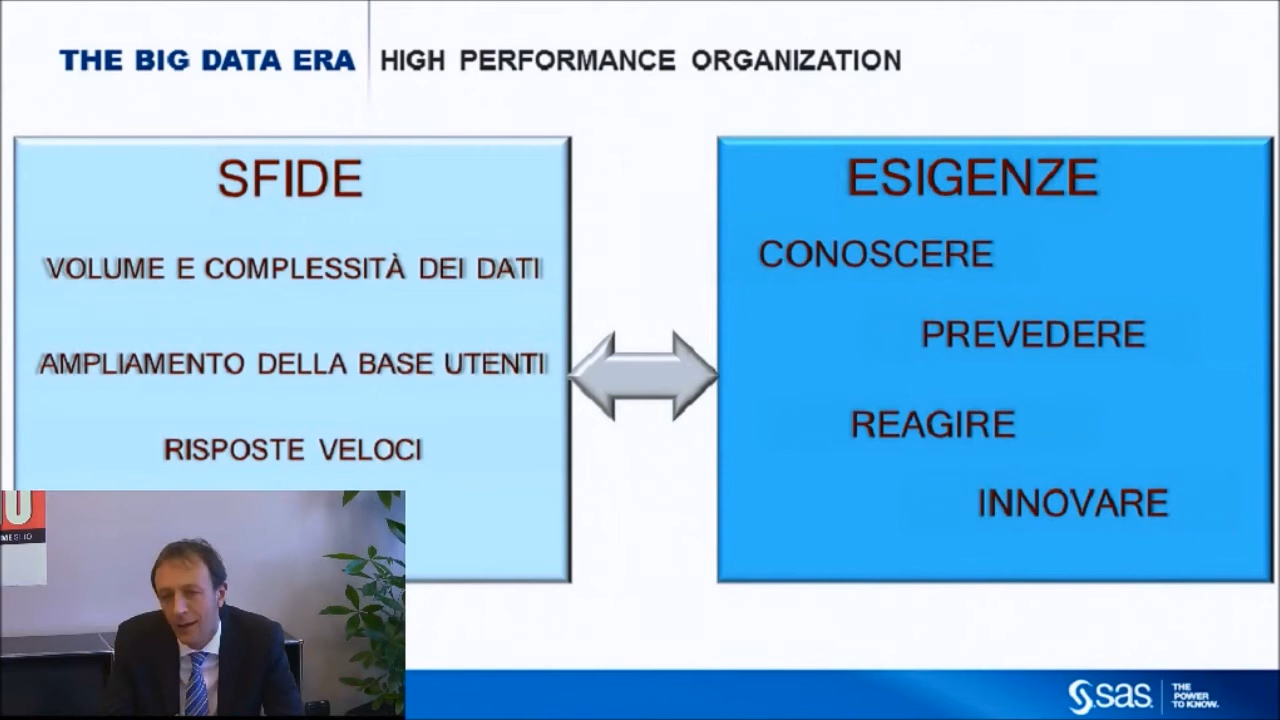 THE BIG DATA ERA HIGH PERFORMANCE ORGANIZATION
SFIDE
VOLUME E COMPLESSITÀ DEI DATI
AMPLIAMENTO DELLA BASE UTENTI
RISPOSTE VELOCI
ESIGENZE
CONOSCERE
PREVEDERE
REAGIRE
INNOVARE
sas
THE
POWER
TO KNOW.